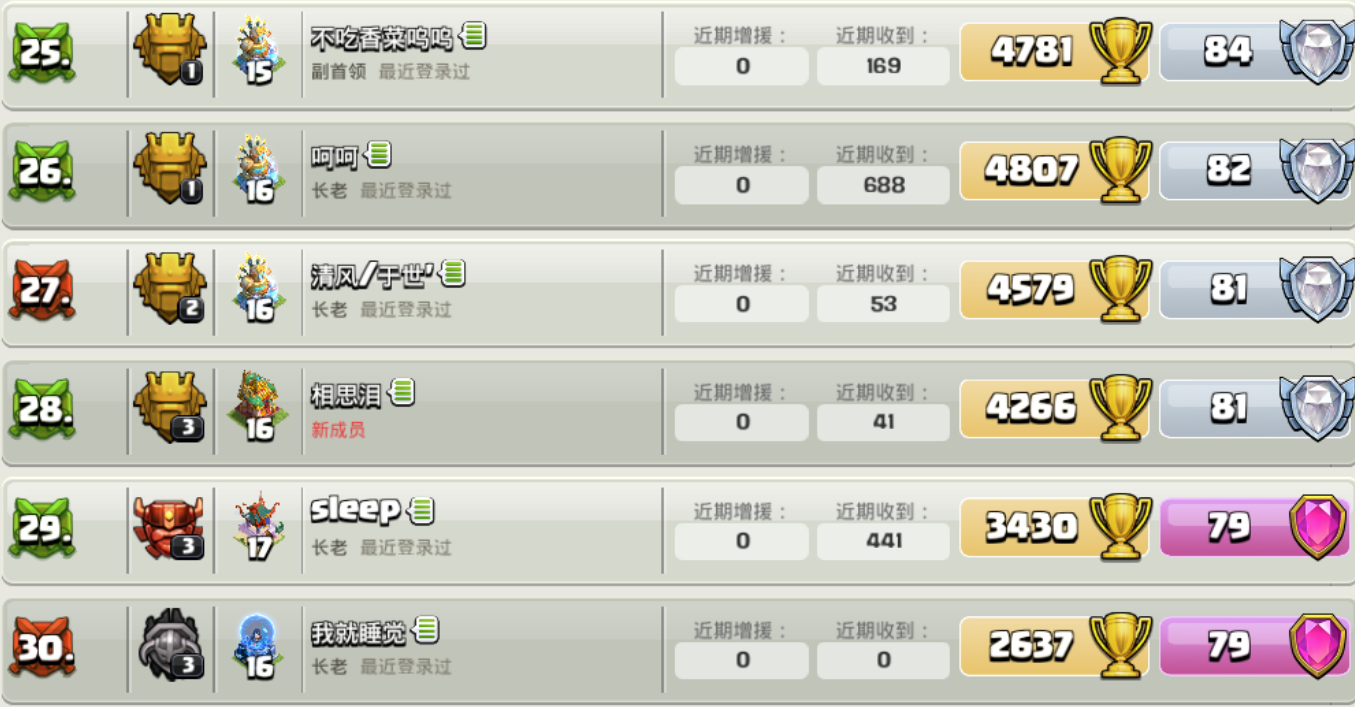 25. 1 15 不吃香菜呜呜 近期增援： 近期收到： 4781 84
副首领 最近登录过 0 169
26. 1 16 呵呵 近期增援： 近期收到： 4807 82
长老 最近登录过 0 688
27. 2 16 清风/于世' 近期增援： 近期收到： 4579 81
长老 最近登录过 0 53
28. 3 16 相思泪 近期增援： 近期收到： 4266 81
新成员 0 41
29. 3 17 sleep 近期增援： 近期收到： 3430 79
长老 最近登录过 0 441
30. 3 16 我就睡觉 近期增援： 近期收到： 2637 79
长老 最近登录过 0 0